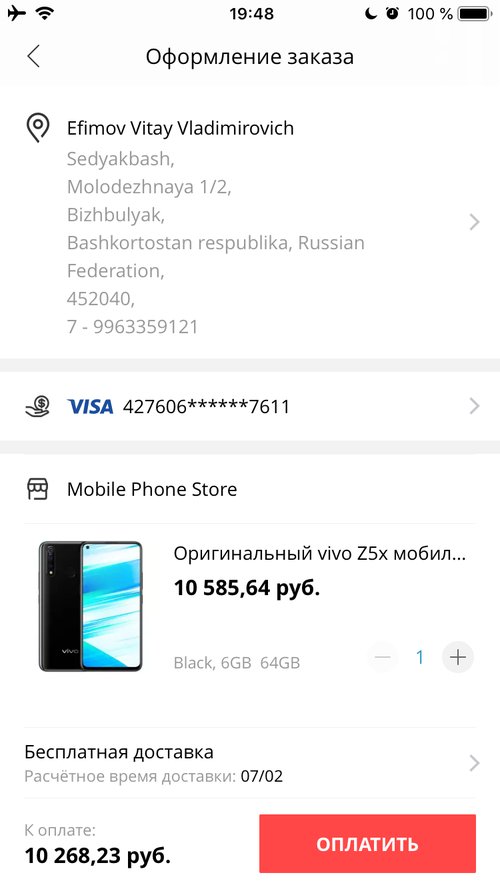 19:48
100 %
Оформление заказа
Efimov Vitay Vladimirovich
Sedyakbash,
Molodezhnaya 1/2,
Bizhbulyak,
Bashkortostan respublika, Russian
Federation,
452040,
7 - 9963359121
VISA 427606******7611
Mobile Phone Store
Оригинальный vivo Z5x мобил...
10 585,64 руб.
vivo
Black, 6GB 64GB
1
Бесплатная доставка
Расчётное время доставки: 07/02
К оплате:
10 268,23 руб.
ОПЛАТИТЬ